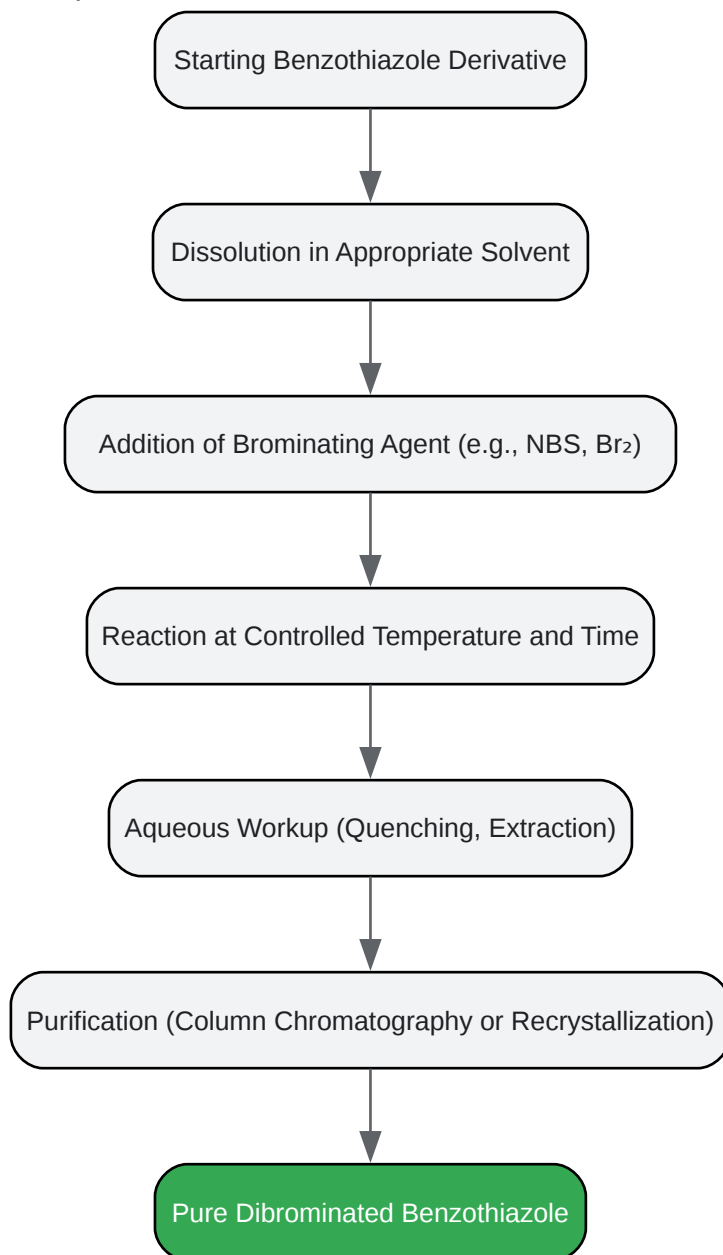 Starting Benzothiazole Derivative
Dissolution in Appropriate Solvent
Addition of Brominating Agent (e.g., NBS, Br₂)
Reaction at Controlled Temperature and Time
Aqueous Workup (Quenching, Extraction)
Purification (Column Chromatography or Recrystallization)
Pure Dibrominated Benzothiazole